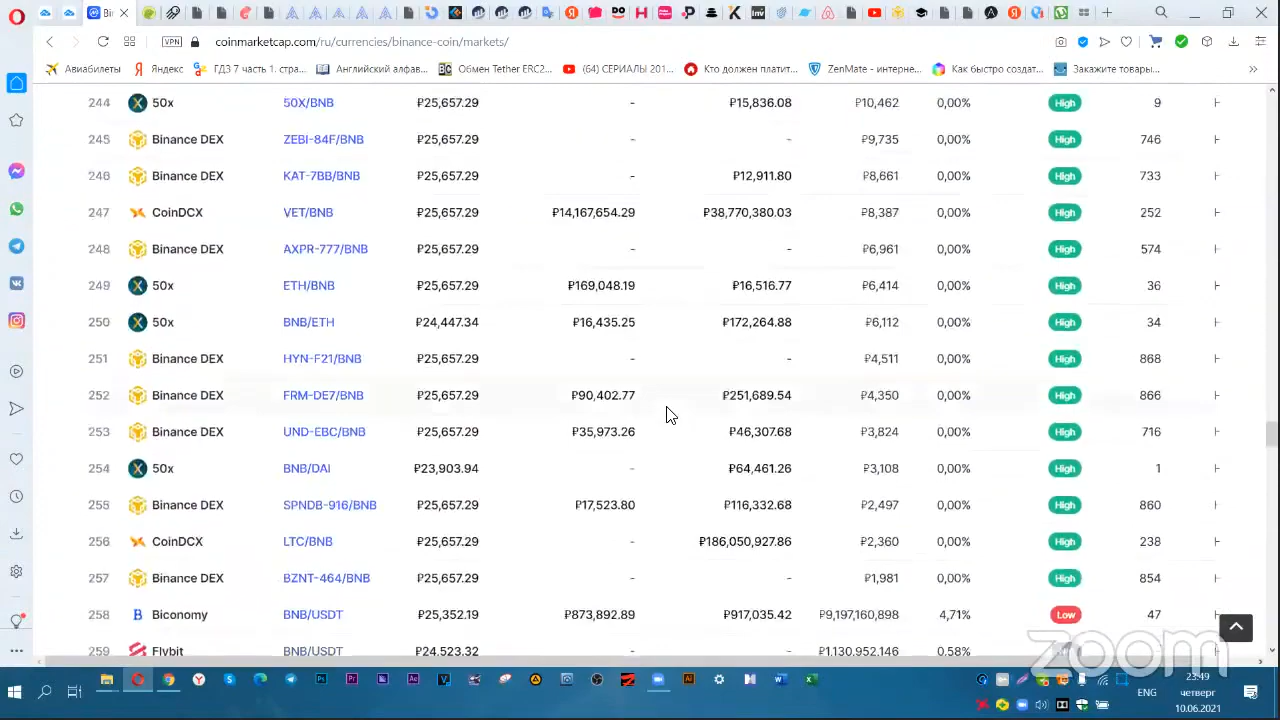 Bi
VPN coinmarketcap.com/ru/currencies/binance-coin/markets/
Авиабилеты Яндекс ГДЗ 7 часть 1. стра... Английский алфав... Обмен Tether ERC2... (64) СЕРИАЛЫ 201... Кто должен платит... ZenMate - интерне... Как быстро создат... Закажите товары... »
244 50x 50X/BNB ₽25,657.29 - ₽15,836.08 ₽10,462 0,00% High 9
245 Binance DEX ZEBI-84F/BNB ₽25,657.29 - - ₽9,735 0,00% High 746
246 Binance DEX KAT-7BB/BNB ₽25,657.29 - ₽12,911.80 ₽8,661 0,00% High 733
247 CoinDCX VET/BNB ₽25,657.29 ₽14,167,654.29 ₽38,770,380.03 ₽8,387 0,00% High 252
248 Binance DEX AXPR-777/BNB ₽25,657.29 - - ₽6,961 0,00% High 574
249 50x ETH/BNB ₽25,657.29 ₽169,048.19 ₽16,516.77 ₽6,414 0,00% High 36
250 50x BNB/ETH ₽24,447.34 ₽16,435.25 ₽172,264.88 ₽6,112 0,00% High 34
251 Binance DEX HYN-F21/BNB ₽25,657.29 - - ₽4,511 0,00% High 868
252 Binance DEX FRM-DE7/BNB ₽25,657.29 ₽90,402.77 ₽251,689.54 ₽4,350 0,00% High 866
253 Binance DEX UND-EBC/BNB ₽25,657.29 ₽35,973.26 ₽46,307.68 ₽3,824 0,00% High 716
254 50x BNB/DAI ₽23,903.94 - ₽64,461.26 ₽3,108 0,00% High 1
255 Binance DEX SPNDB-916/BNB ₽25,657.29 ₽17,523.80 ₽116,332.68 ₽2,497 0,00% High 860
256 CoinDCX LTC/BNB ₽25,657.29 - ₽186,050,927.86 ₽2,360 0,00% High 238
257 Binance DEX BZNT-464/BNB ₽25,657.29 - - ₽1,981 0,00% High 854
258 Biconomy BNB/USDT ₽25,352.19 ₽873,892.89 ₽917,035.42 ₽9,197,160,898 4,71% Low 47
259 Flybit BNB/USDT ₽24,523.32 ₽1,130,952,146 0,58%
zoom
23:49
ENG четверг
10.06.2021